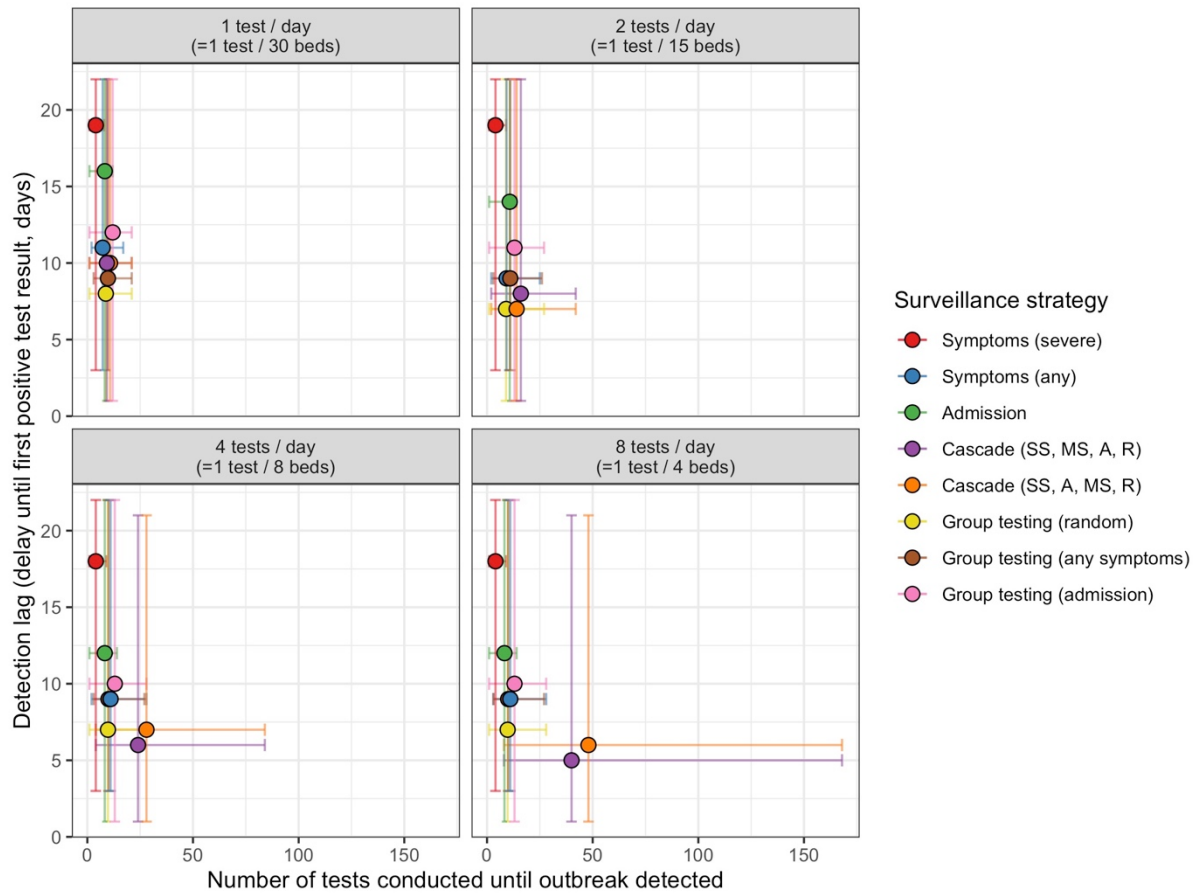 1 test / day
(=1 test / 30 beds)
2 tests / day
(=1 test / 15 beds)
20
15
10
5
0
4 tests / day
(=1 test / 8 beds)
8 tests / day
(=1 test / 4 beds)
20
15
10
5
0
0
50
100
150
0
50
100
150
Number of tests conducted until outbreak detected
Detection lag (delay until first positive test result, days)
Surveillance strategy
Symptoms (severe)
Symptoms (any)
Admission
Cascade (SS, MS, A, R)
Cascade (SS, A, MS, R)
Group testing (random)
Group testing (any symptoms)
Group testing (admission)